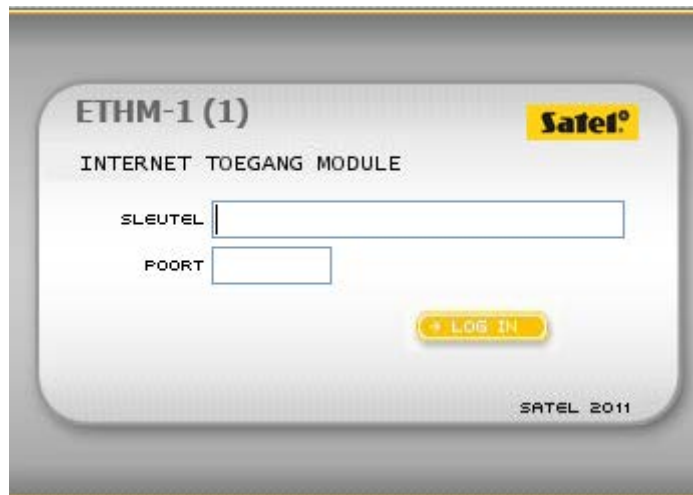 ETHM-1 (1)
Satel®
INTERNET TOEGANG MODULE
SLEUTEL
POORT
LOG IN
SATEL 2011